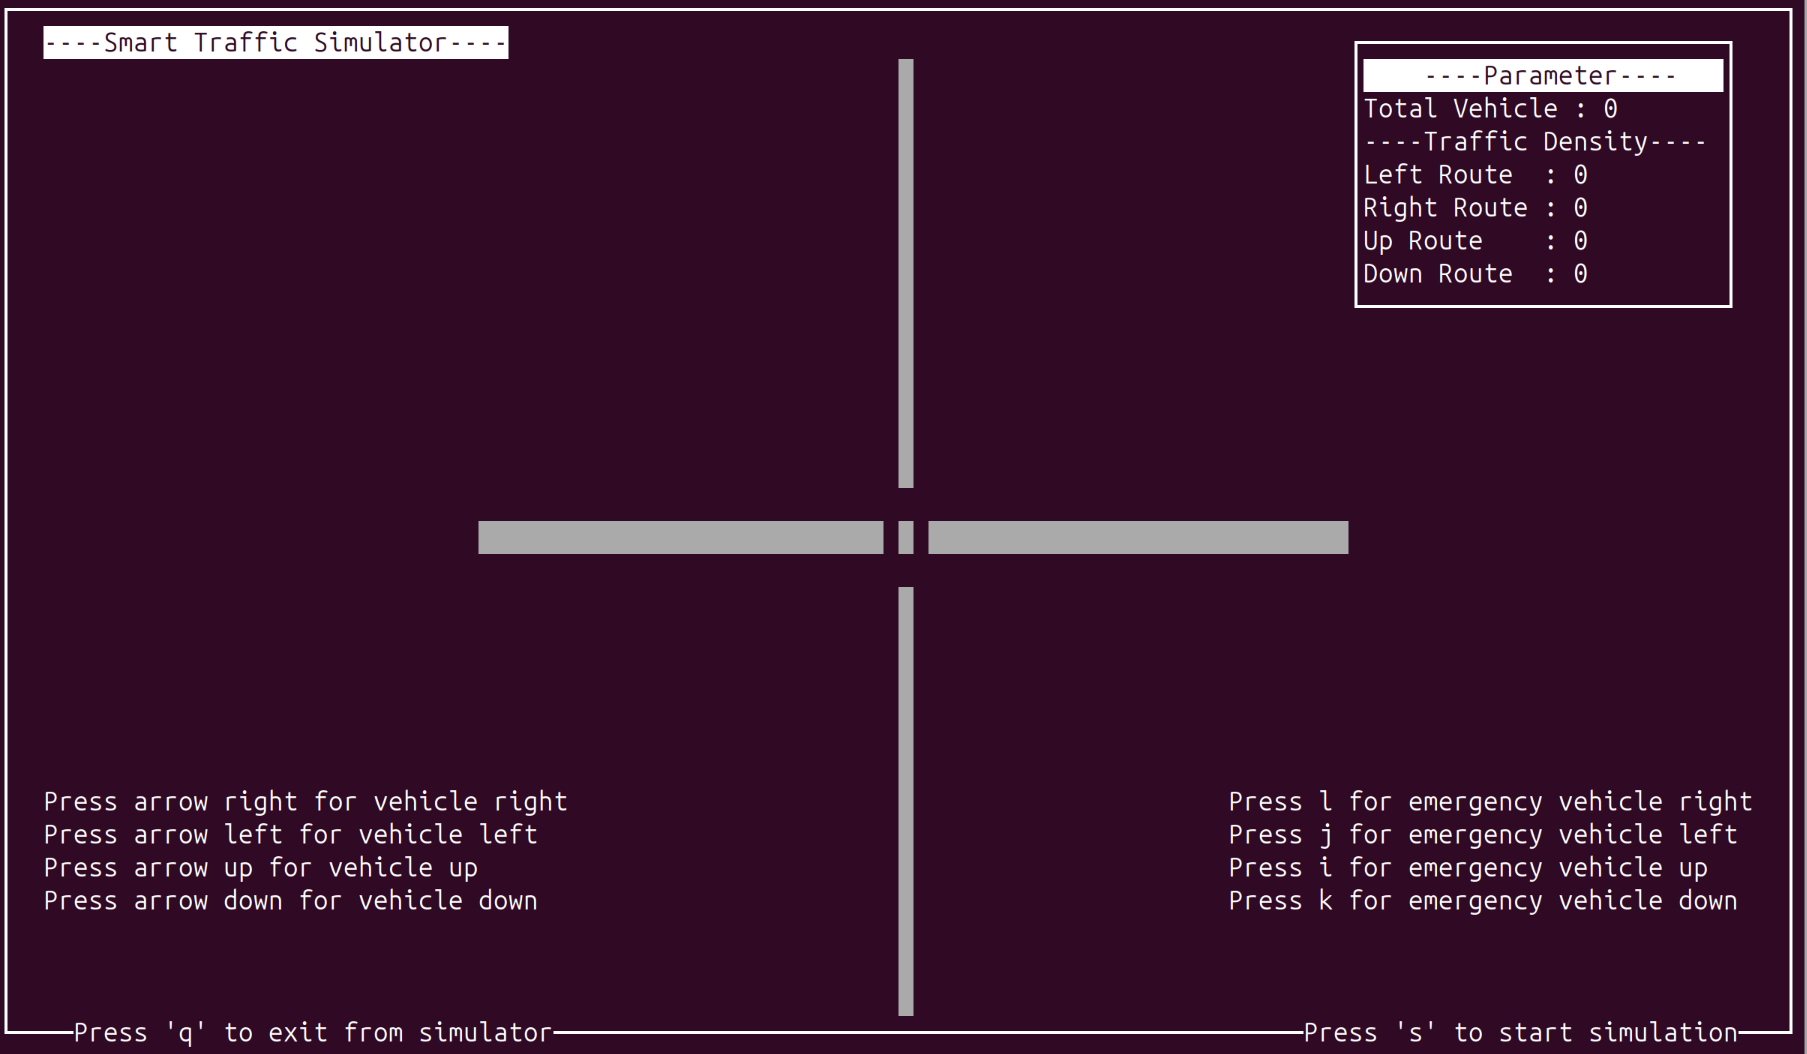 ----Smart Traffic Simulator----
----Parameter----
Total Vehicle : 0
----Traffic Density----
Left Route  : 0
Right Route : 0
Up Route    : 0
Down Route  : 0
Press arrow right for vehicle right
Press arrow left for vehicle left
Press arrow up for vehicle up
Press arrow down for vehicle down
Press l for emergency vehicle right
Press j for emergency vehicle left
Press i for emergency vehicle up
Press k for emergency vehicle down
Press 'q' to exit from simulator
Press 's' to start simulation